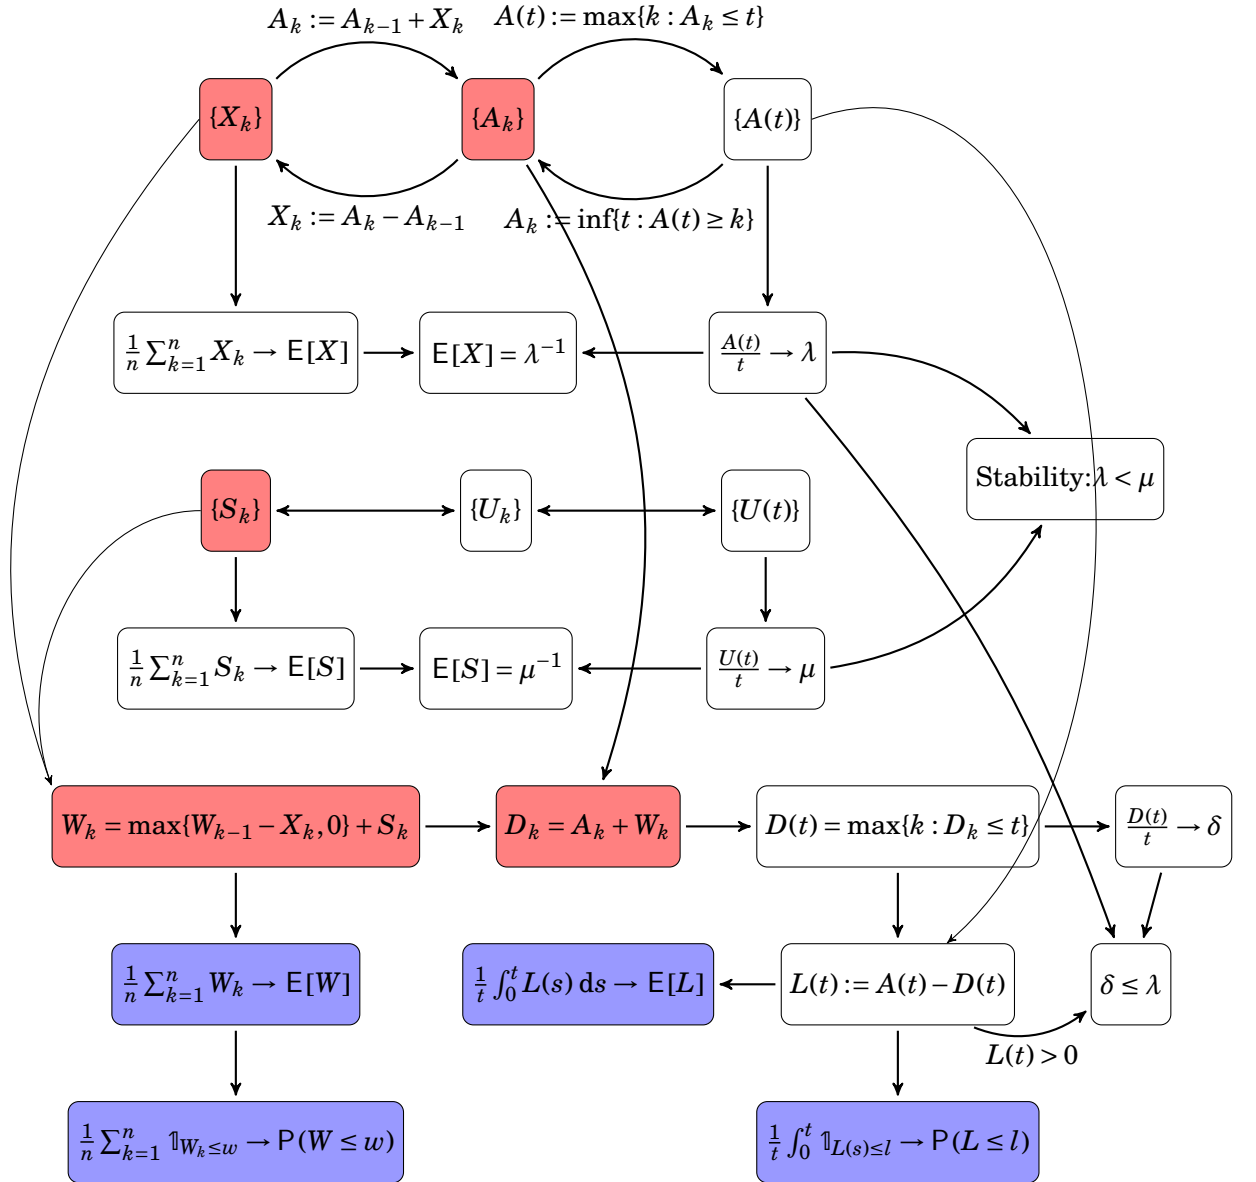 A_k := A_{k-1} + X_k
A(t) := max{k : A_k ≤ t}
{X_k}
{A_k}
{A(t)}
X_k := A_k − A_{k-1}
A_k := inf{t : A(t) ≥ k}
1/n ∑_{k=1}^n X_k → E[X]
E[X] = λ^{-1}
A(t)/t → λ
Stability: λ < μ
{S_k}
{U_k}
{U(t)}
1/n ∑_{k=1}^n S_k → E[S]
E[S] = μ^{-1}
U(t)/t → μ
W_k = max{W_{k-1} − X_k, 0} + S_k
D_k = A_k + W_k
D(t) = max{k : D_k ≤ t}
D(t)/t → δ
1/n ∑_{k=1}^n W_k → E[W]
1/t ∫_0^t L(s) ds → E[L]
L(t) := A(t) − D(t)
δ ≤ λ
L(t) > 0
1/n ∑_{k=1}^n 𝟙_{W_k ≤ w} → P(W ≤ w)
1/t ∫_0^t 𝟙_{L(s) ≤ l} → P(L ≤ l)